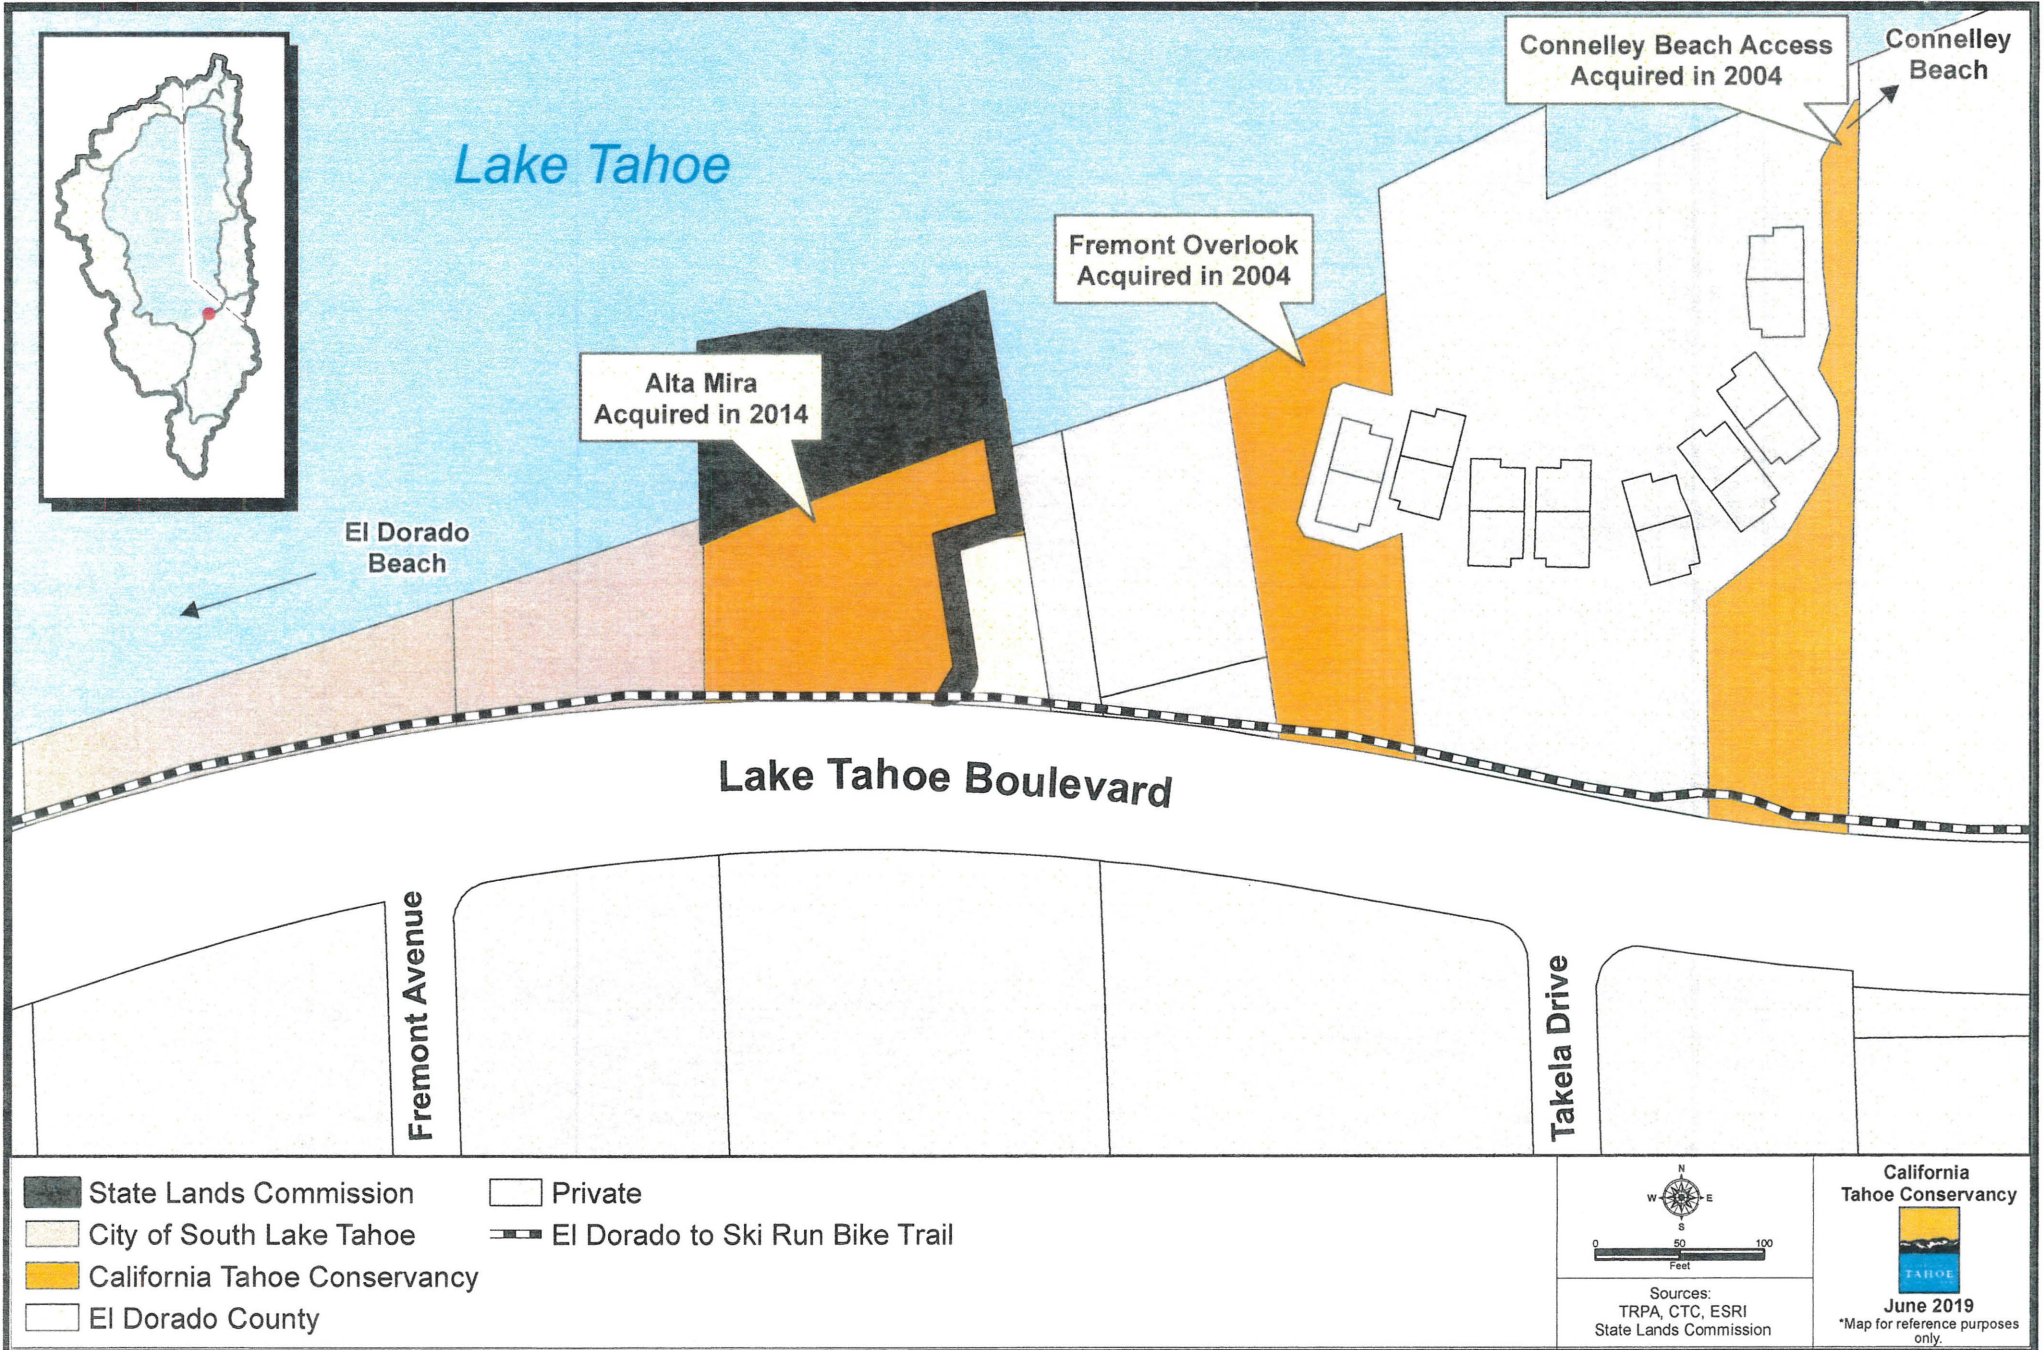 Connelley Beach Access
Acquired in 2004
Connelley
Beach
Lake Tahoe
Fremont Overlook
Acquired in 2004
Alta Mira
Acquired in 2014
El Dorado
Beach
Lake Tahoe Boulevard
Fremont Avenue
Takela Drive
State Lands Commission
City of South Lake Tahoe
California Tahoe Conservancy
El Dorado County
Private
El Dorado to Ski Run Bike Trail
N
W
E
S
0 50 100
Feet
Sources:
TRPA, CTC, ESRI
State Lands Commission
California
Tahoe Conservancy
TAHOE
June 2019
*Map for reference purposes
only.